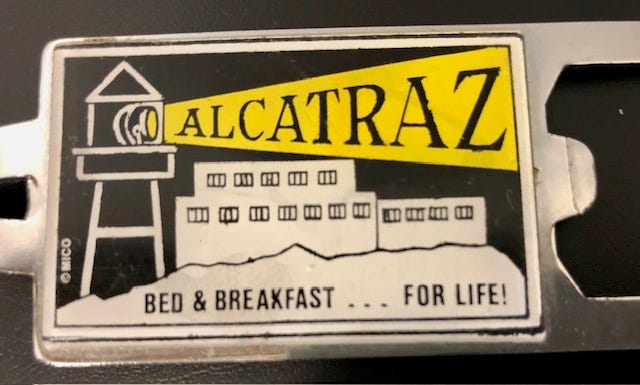 ALCATRAZ
BED & BREAKFAST ... FOR LIFE!
©MICO